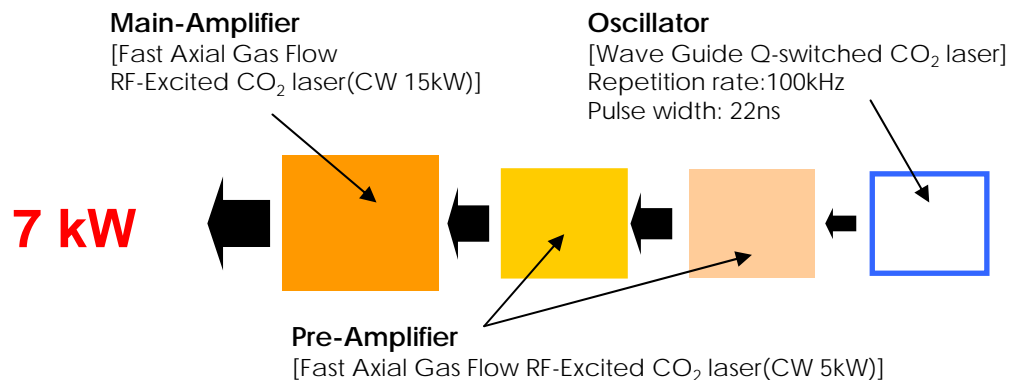 Main-Amplifier
[Fast Axial Gas Flow
RF-Excited CO₂ laser(CW 15kW)]
Oscillator
[Wave Guide Q-switched CO₂ laser]
Repetition rate:100kHz
Pulse width: 22ns
7 kW
Pre-Amplifier
[Fast Axial Gas Flow RF-Excited CO₂ laser(CW 5kW)]